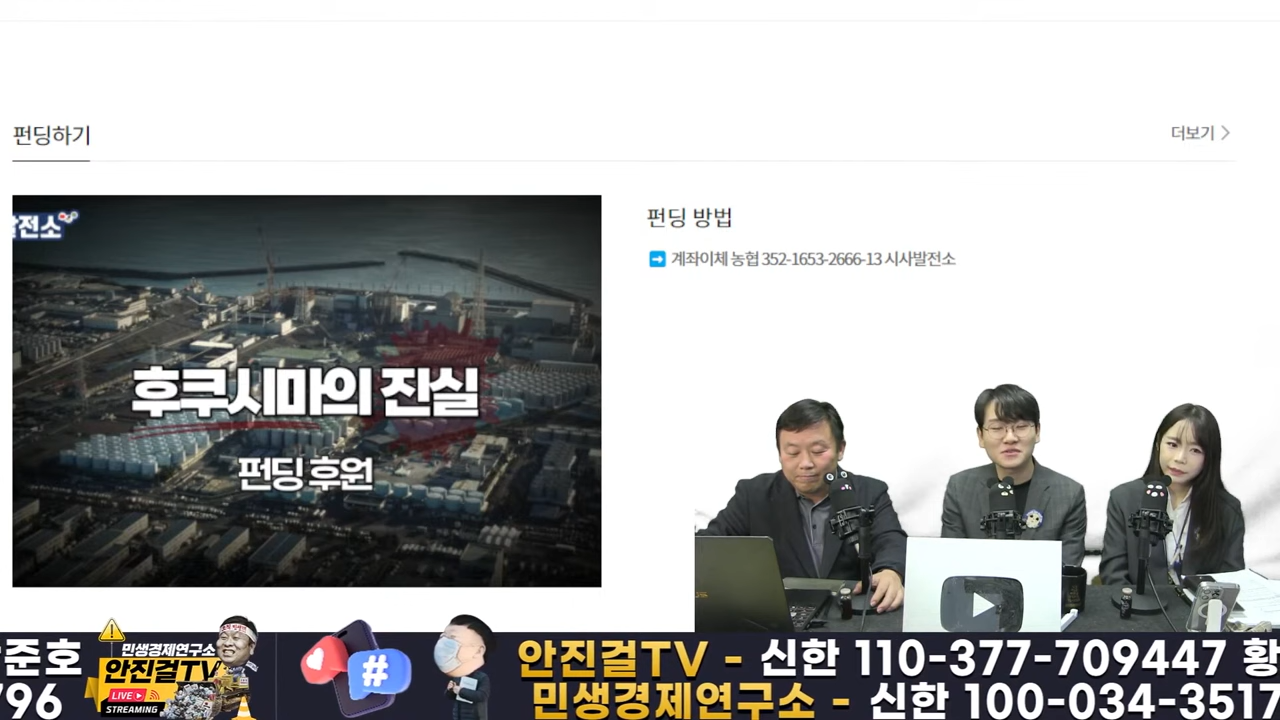 펀딩하기
더보기
발전소
후쿠시마의 진실
펀딩 후원
펀딩 방법
계좌이체 농협 352-1653-2666-13 시사발전소
준호
796
민생경제연구소
안진걸TV
LIVE
STREAMING
#
안진걸TV - 신한 110-377-709447 황
민생경제연구소 - 신한 100-034-3517